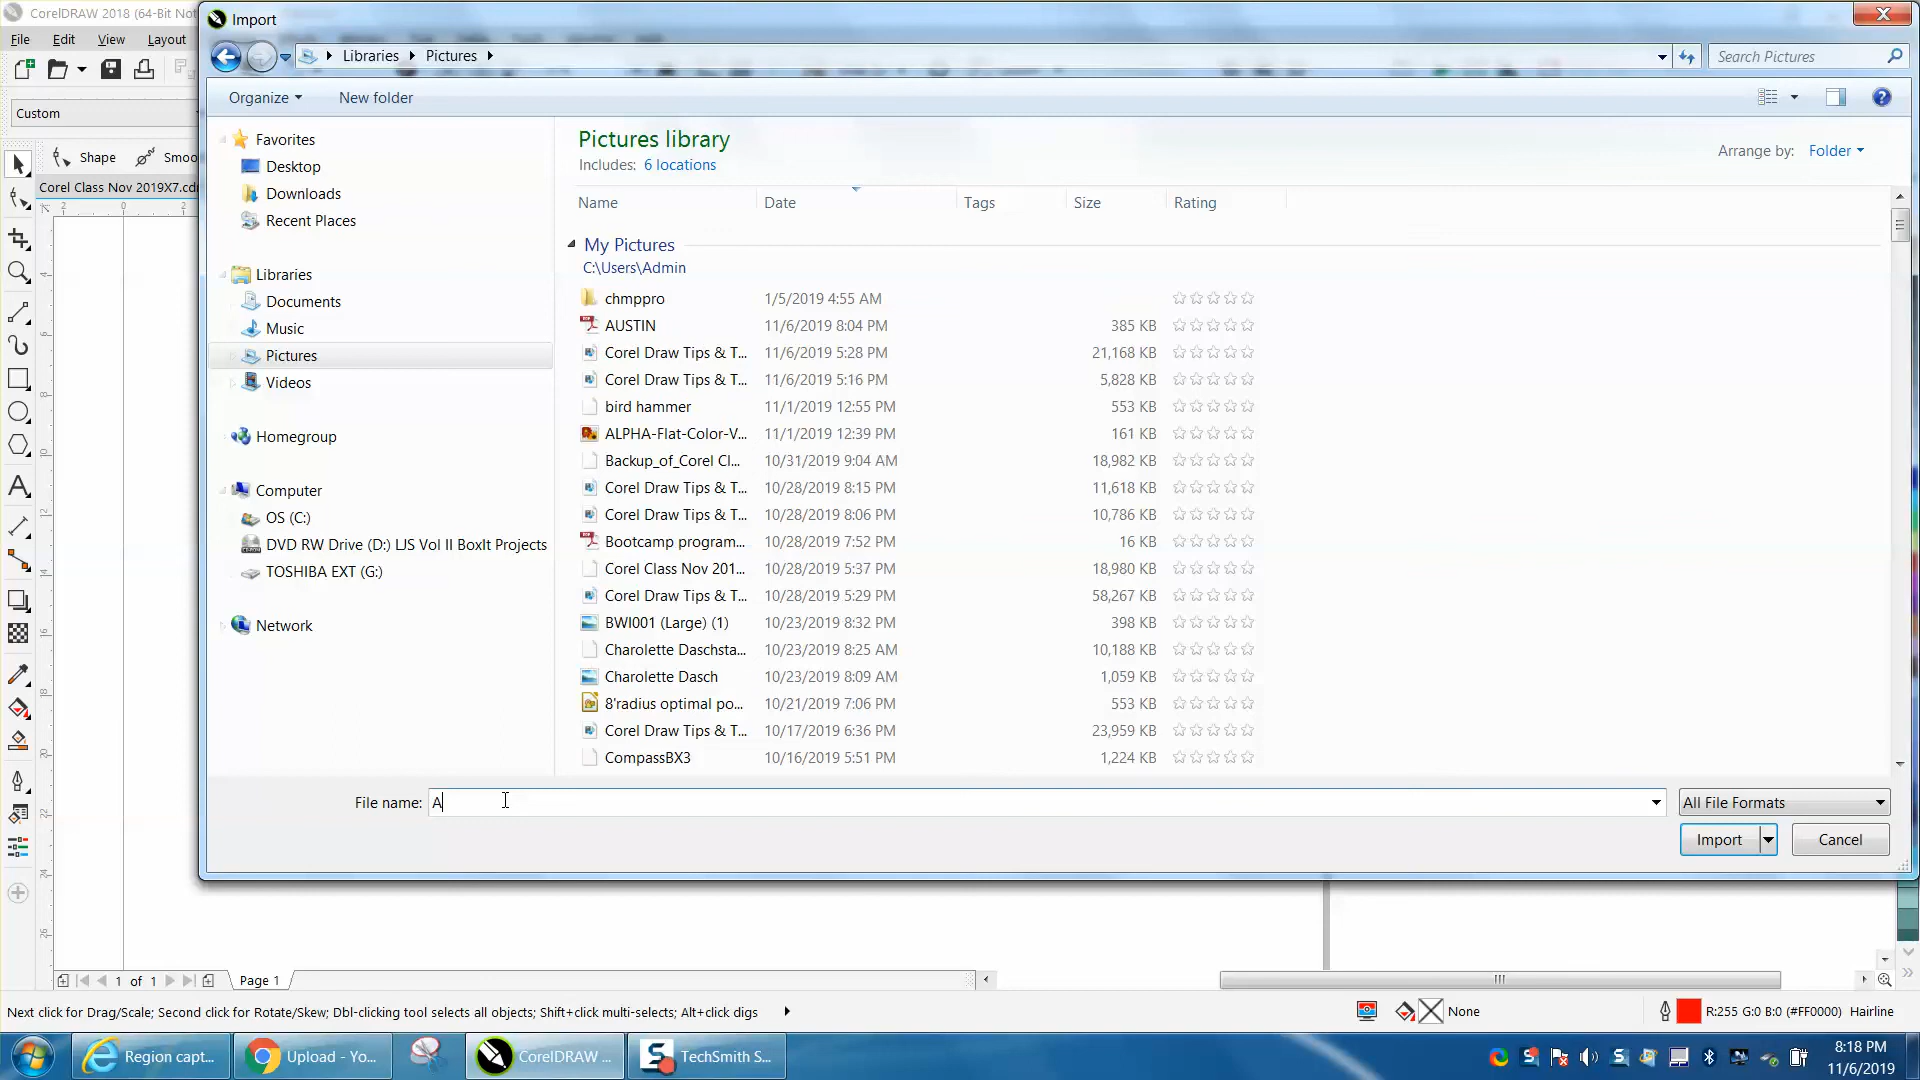 CorelDRAW 2018 (64-Bit Not
Import
File Edit View Layout
Libraries Pictures
Search Pictures
Organize New folder
Custom
Shape Smoo
Corel Class Nov 2019X7.cdr
Favorites
Desktop
Downloads
Recent Places
Libraries
Documents
Music
Pictures
Videos
Homegroup
Computer
OS (C:)
DVD RW Drive (D:) LJS Vol II BoxIt Projects
TOSHIBA EXT (G:)
Network
Pictures library
Includes: 6 locations
Arrange by: Folder
Name Date Tags Size Rating
My Pictures
C:\Users\Admin
chmppro 1/5/2019 4:55 AM
AUSTIN 11/6/2019 8:04 PM 385 KB
Corel Draw Tips & T... 11/6/2019 5:28 PM 21,168 KB
Corel Draw Tips & T... 11/6/2019 5:16 PM 5,828 KB
bird hammer 11/1/2019 12:55 PM 553 KB
ALPHA-Flat-Color-V... 11/1/2019 12:39 PM 161 KB
Backup_of_Corel Cl... 10/31/2019 9:04 AM 18,982 KB
Corel Draw Tips & T... 10/28/2019 8:15 PM 11,618 KB
Corel Draw Tips & T... 10/28/2019 8:06 PM 10,786 KB
Bootcamp program... 10/28/2019 7:52 PM 16 KB
Corel Class Nov 201... 10/28/2019 5:37 PM 18,980 KB
Corel Draw Tips & T... 10/28/2019 5:29 PM 58,267 KB
BWI001 (Large) (1) 10/23/2019 8:32 PM 398 KB
Charolette Daschsta... 10/23/2019 8:25 AM 10,188 KB
Charolette Dasch 10/23/2019 8:09 AM 1,059 KB
8'radius optimal po... 10/21/2019 7:06 PM 553 KB
Corel Draw Tips & T... 10/17/2019 6:36 PM 23,959 KB
CompassBX3 10/16/2019 5:51 PM 1,224 KB
File name: A
All File Formats
Import Cancel
1 of 1 Page 1
Next click for Drag/Scale; Second click for Rotate/Skew; Dbl-clicking tool selects all objects; Shift+click multi-selects; Alt+click digs
None
R:255 G:0 B:0 (#FF0000) Hairline
Region capt... Upload - Yo... CorelDRAW ... TechSmith S...
8:18 PM
11/6/2019